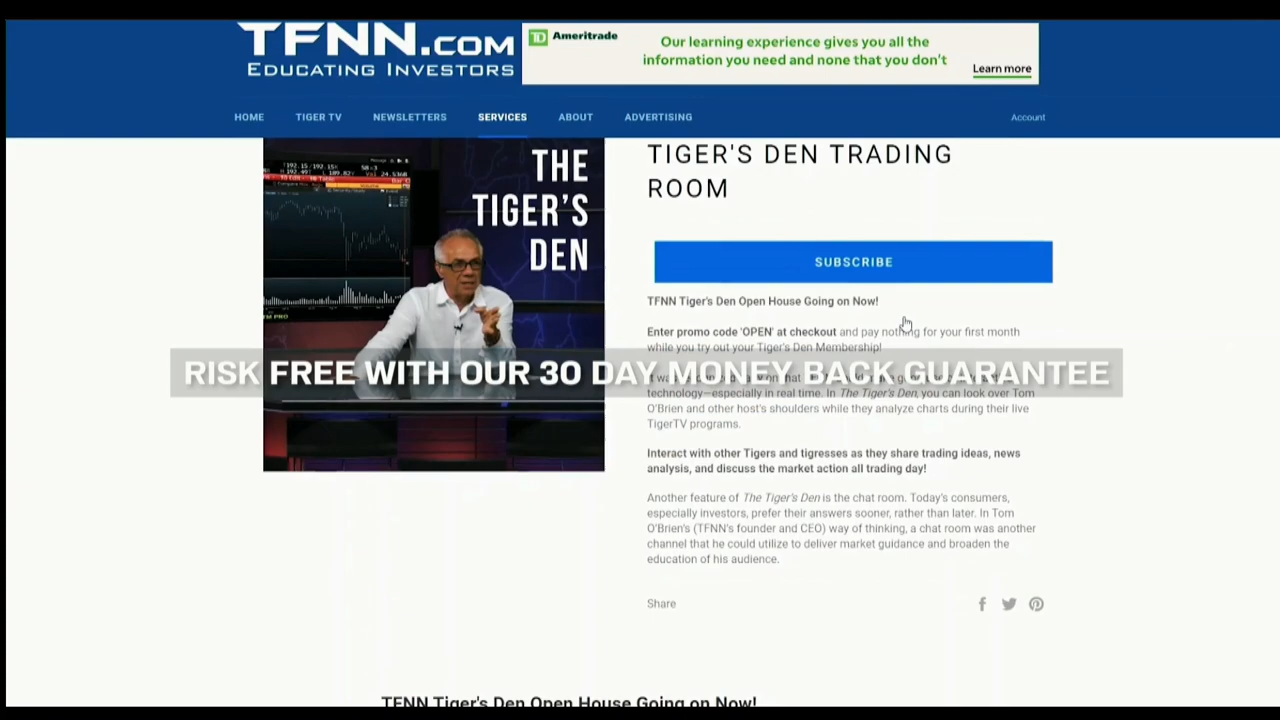 TFNN.COM
EDUCATING INVESTORS
Ameritrade
Our learning experience gives you all the
information you need and none that you don't
Learn more
HOME TIGER TV NEWSLETTERS SERVICES ABOUT ADVERTISING Account
THE
TIGER'S
DEN
TIGER'S DEN TRADING
ROOM
SUBSCRIBE
TFNN Tiger's Den Open House Going on Now!
Enter promo code 'OPEN' at checkout and pay nothing for your first month
while you try out your Tiger's Den Membership!
RISK FREE WITH OUR 30 DAY MONEY BACK GUARANTEE
technology—especially in real time. In The Tiger's Den, you can look over Tom
O'Brien and other host's shoulders while they analyze charts during their live
TigerTV programs.
Interact with other Tigers and tigresses as they share trading ideas, news
analysis, and discuss the market action all trading day!
Another feature of The Tiger's Den is the chat room. Today's consumers,
especially investors, prefer their answers sooner, rather than later. In Tom
O'Brien's (TFNN's founder and CEO) way of thinking, a chat room was another
channel that he could utilize to deliver market guidance and broaden the
education of his audience.
Share
TFNN Tiger's Den Open House Going on Now!